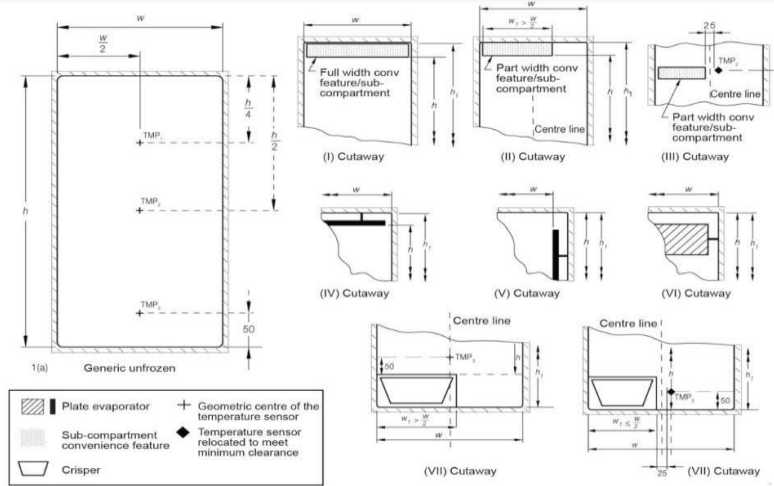 w
w/2
h/4
h/2
h
TMP₁
TMP₂
TMP₃
50
1(a) Generic unfrozen
w
Full width conv
feature/sub-
compartment
h
h₁
(I) Cutaway
w
w₁ > w/2
Part width conv
feature/sub-
compartment
Centre line
h
h₁
(II) Cutaway
25
TMP₂
Centre line
Part width conv
feature/sub-
compartment
(III) Cutaway
w
h
h₁
(IV) Cutaway
w
h
h₁
(V) Cutaway
w
h
h₁
(VI) Cutaway
Centre line
TMP₃
50
h
h₁
w₁ > w/2
w
(VII) Cutaway
Centre line
h
h₁
TMP₃
50
w₁ ≤ w/2
w
25
(VII) Cutaway
Plate evaporator
Sub-compartment
convenience feature
Crisper
Geometric centre of the
temperature sensor
Temperature sensor
relocated to meet
minimum clearance